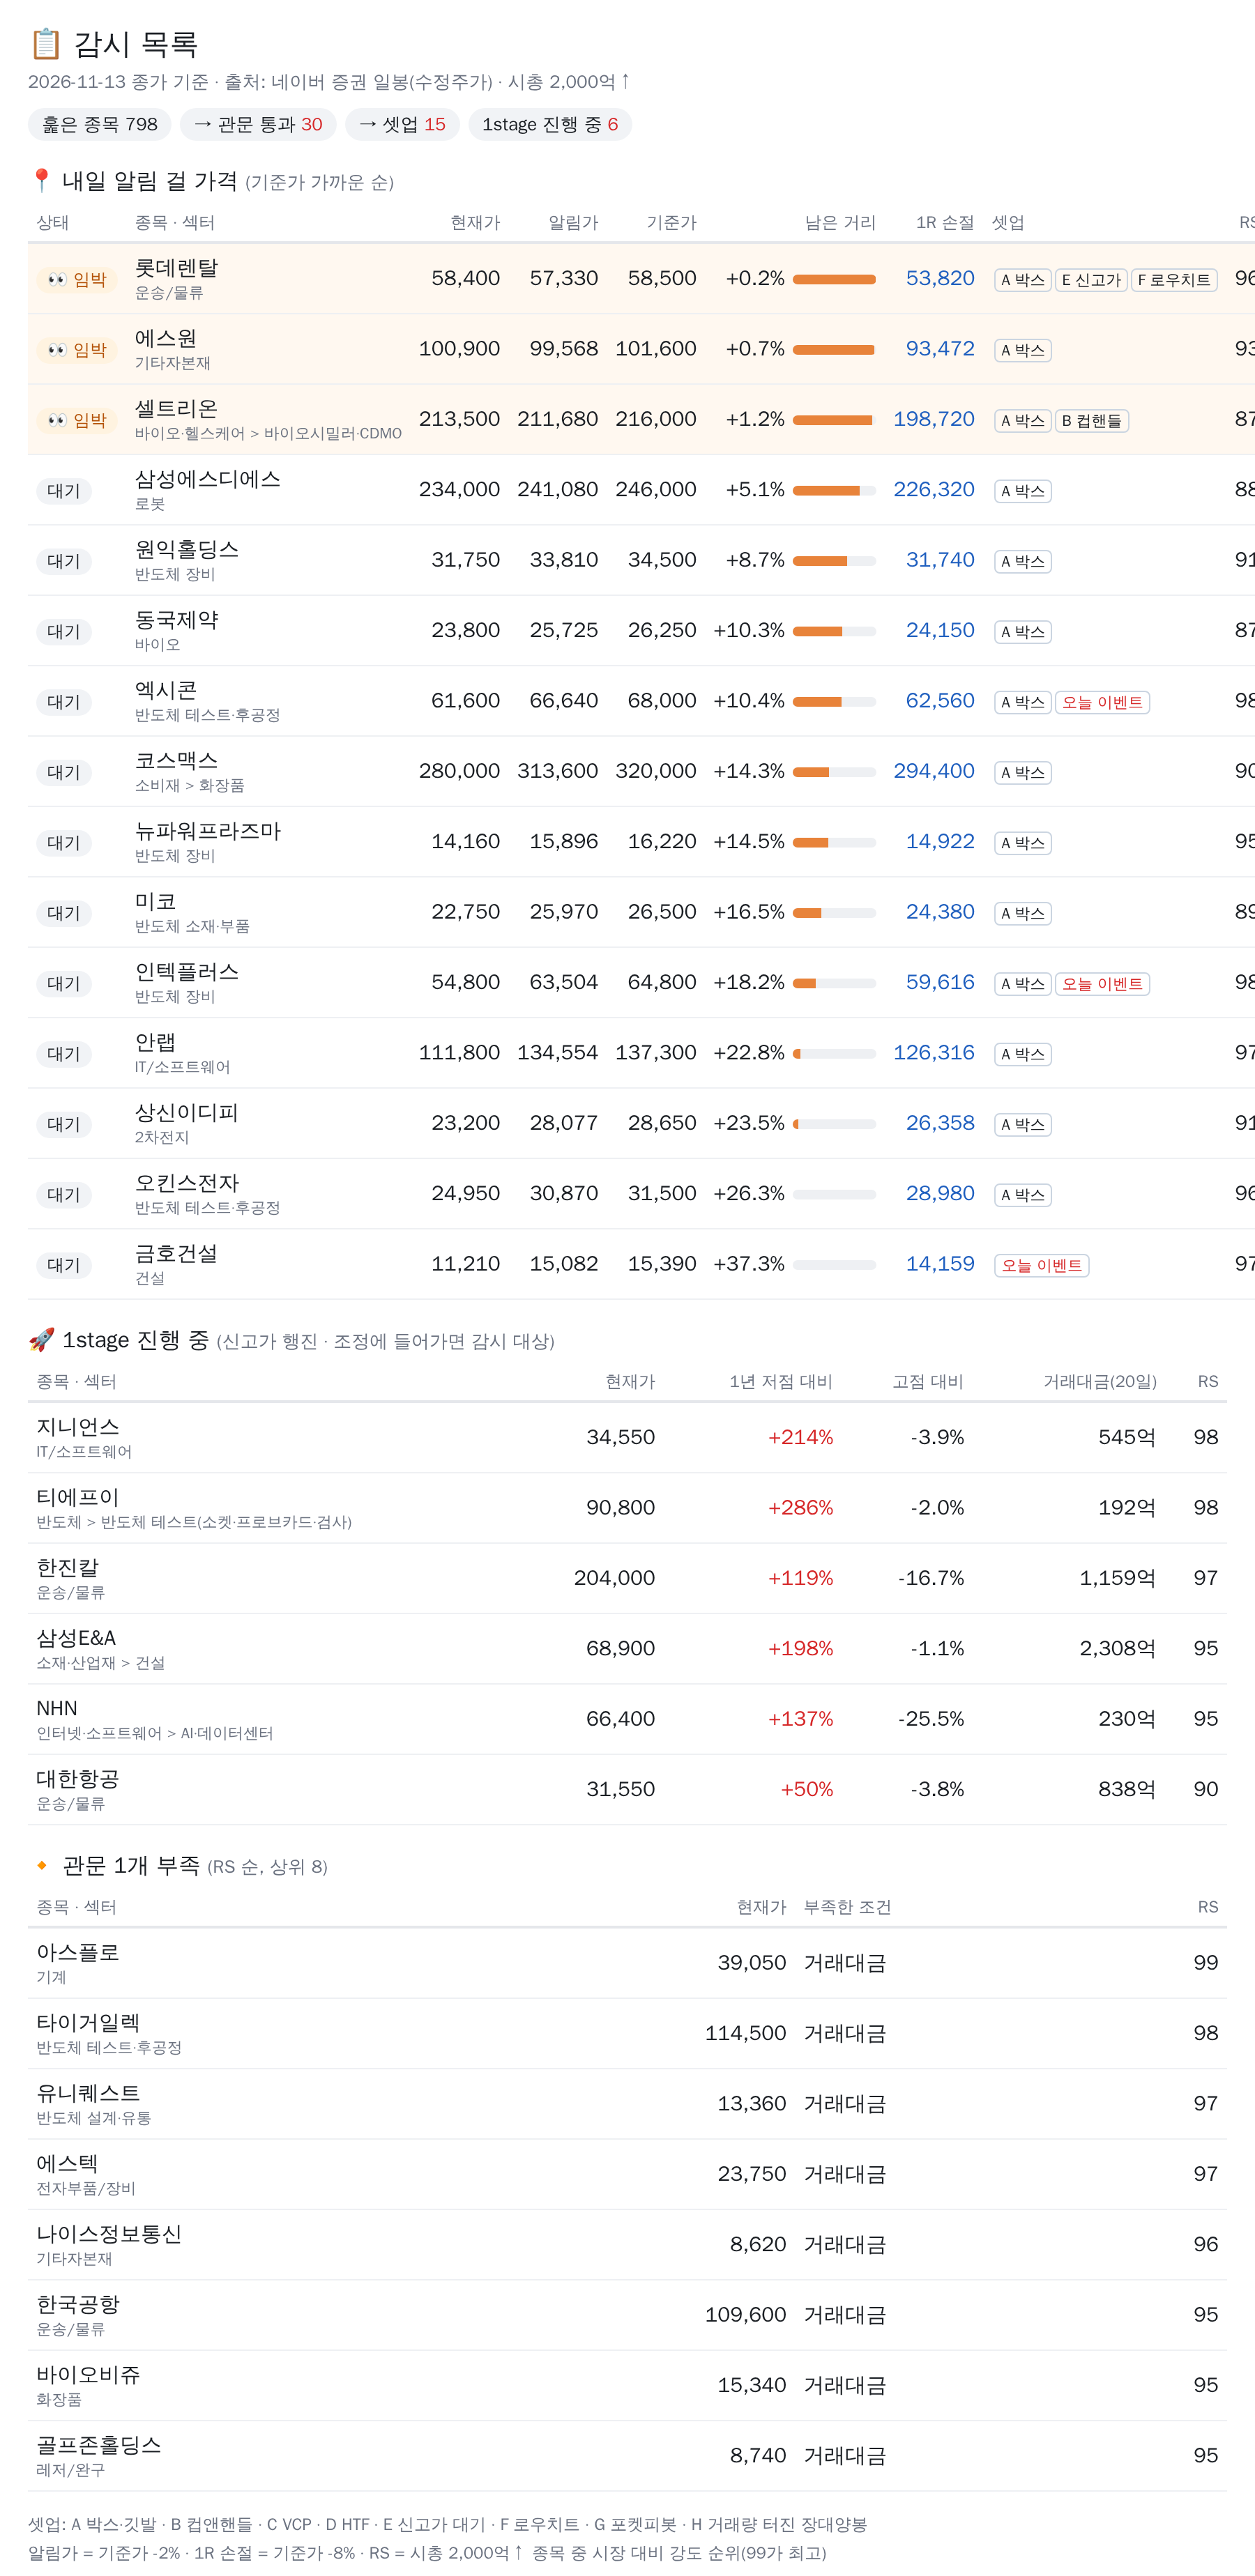 📋 감시 목록
2026-11-13 종가 기준 · 출처: 네이버 증권 일봉(수정주가) · 시총 2,000억↑
훑은 종목 798 → 관문 통과 30 → 셋업 15 1stage 진행 중 6
📍 내일 알림 걸 가격 (기준가 가까운 순)
상태 종목 · 섹터 현재가 알림가 기준가 남은 거리 1R 손절 셋업 RS
👀 임박 롯데렌탈 58,400 57,330 58,500 +0.2% 53,820 A 박스 E 신고가 F 로우치트 96
운송/물류
👀 임박 에스원 100,900 99,568 101,600 +0.7% 93,472 A 박스 93
기타자본재
👀 임박 셀트리온 213,500 211,680 216,000 +1.2% 198,720 A 박스 B 컵핸들 87
바이오·헬스케어 > 바이오시밀러·CDMO
대기 삼성에스디에스 234,000 241,080 246,000 +5.1% 226,320 A 박스 88
로봇
대기 원익홀딩스 31,750 33,810 34,500 +8.7% 31,740 A 박스 91
반도체 장비
대기 동국제약 23,800 25,725 26,250 +10.3% 24,150 A 박스 87
바이오
대기 엑시콘 61,600 66,640 68,000 +10.4% 62,560 A 박스 오늘 이벤트 98
반도체 테스트·후공정
대기 코스맥스 280,000 313,600 320,000 +14.3% 294,400 A 박스 90
소비재 > 화장품
대기 뉴파워프라즈마 14,160 15,896 16,220 +14.5% 14,922 A 박스 95
반도체 장비
대기 미코 22,750 25,970 26,500 +16.5% 24,380 A 박스 89
반도체 소재·부품
대기 인텍플러스 54,800 63,504 64,800 +18.2% 59,616 A 박스 오늘 이벤트 98
반도체 장비
대기 안랩 111,800 134,554 137,300 +22.8% 126,316 A 박스 97
IT/소프트웨어
대기 상신이디피 23,200 28,077 28,650 +23.5% 26,358 A 박스 91
2차전지
대기 오킨스전자 24,950 30,870 31,500 +26.3% 28,980 A 박스 96
반도체 테스트·후공정
대기 금호건설 11,210 15,082 15,390 +37.3% 14,159 오늘 이벤트 97
건설
🚀 1stage 진행 중 (신고가 행진 · 조정에 들어가면 감시 대상)
종목 · 섹터 현재가 1년 저점 대비 고점 대비 거래대금(20일) RS
지니언스 34,550 +214% -3.9% 545억 98
IT/소프트웨어
티에프이 90,800 +286% -2.0% 192억 98
반도체 > 반도체 테스트(소켓·프로브카드·검사)
한진칼 204,000 +119% -16.7% 1,159억 97
운송/물류
삼성E&A 68,900 +198% -1.1% 2,308억 95
소재·산업재 > 건설
NHN 66,400 +137% -25.5% 230억 95
인터넷·소프트웨어 > AI·데이터센터
대한항공 31,550 +50% -3.8% 838억 90
운송/물류
🔸 관문 1개 부족 (RS 순, 상위 8)
종목 · 섹터 현재가 부족한 조건 RS
아스플로 39,050 거래대금 99
기계
타이거일렉 114,500 거래대금 98
반도체 테스트·후공정
유니퀘스트 13,360 거래대금 97
반도체 설계·유통
에스텍 23,750 거래대금 97
전자부품/장비
나이스정보통신 8,620 거래대금 96
기타자본재
한국공항 109,600 거래대금 95
운송/물류
바이오비쥬 15,340 거래대금 95
화장품
골프존홀딩스 8,740 거래대금 95
레저/완구
셋업: A 박스·깃발 · B 컵앤핸들 · C VCP · D HTF · E 신고가 대기 · F 로우치트 · G 포켓피봇 · H 거래량 터진 장대양봉
알림가 = 기준가 -2% · 1R 손절 = 기준가 -8% · RS = 시총 2,000억↑ 종목 중 시장 대비 강도 순위(99가 최고)